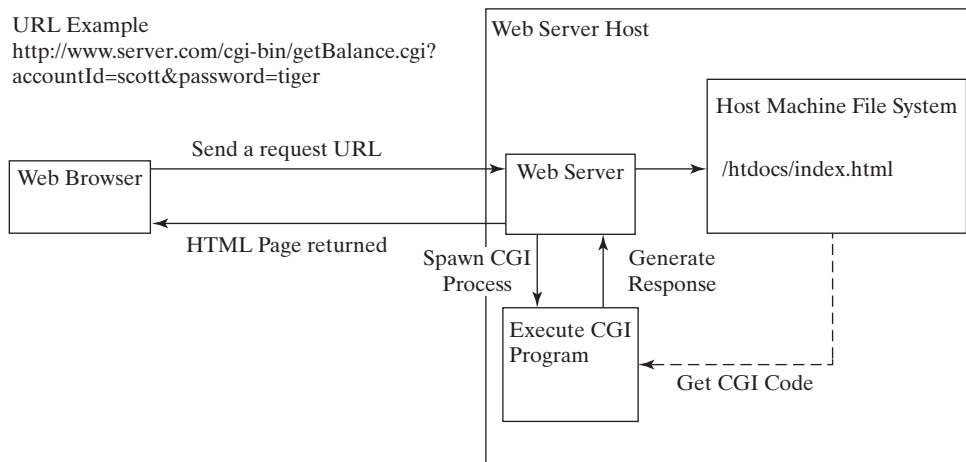 URL Example
http://www.server.com/cgi-bin/getBalance.cgi?
accountId=scott&password=tiger
Web Server Host
Host Machine File System
/htdocs/index.html
Send a request URL
Web Browser
Web Server
HTML Page returned
Spawn CGI
Process
Generate
Response
Execute CGI
Program
Get CGI Code